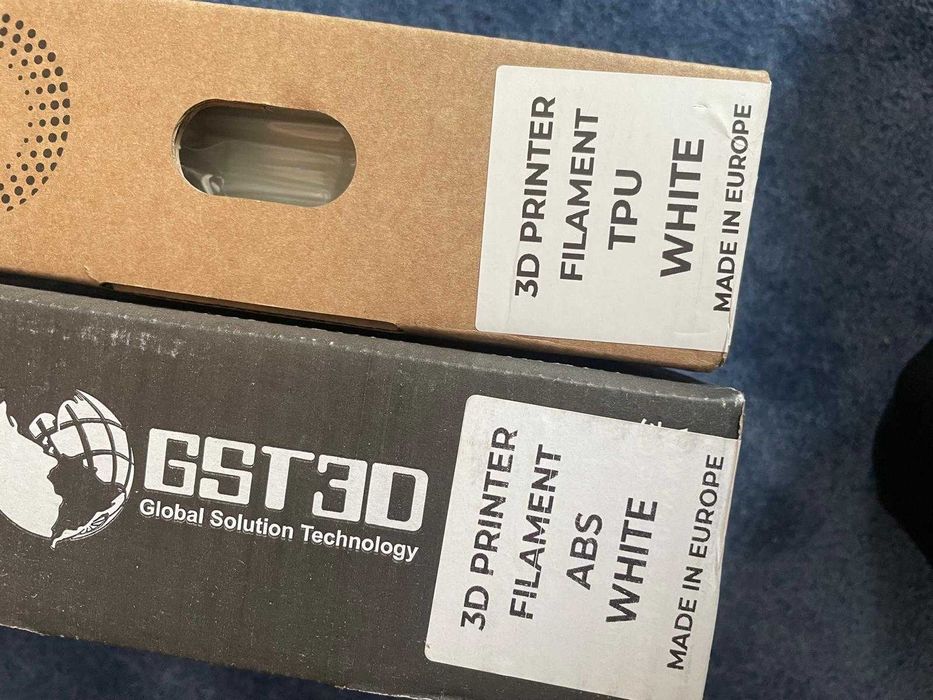 3D PRINTER
FILAMENT
TPU
WHITE
MADE IN EUROPE
GST3D
Global Solution Technology
3D PRINTER
FILAMENT
ABS
WHITE
MADE IN EUROPE